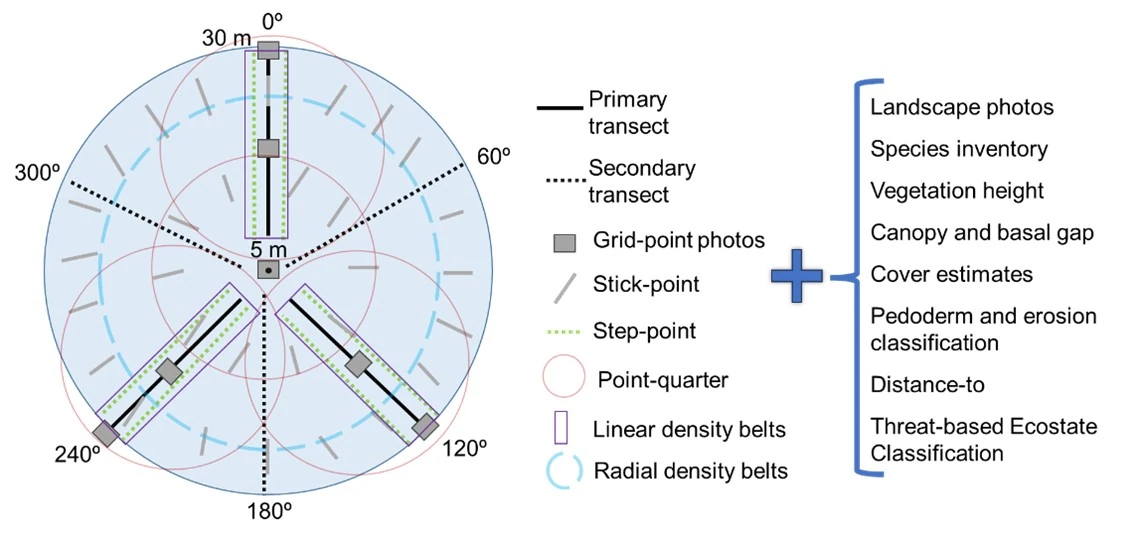 0º
30 m
60º
300º
5 m
240º
120º
180º
Primary
transect
Secondary
transect
Grid-point photos
Stick-point
Step-point
Point-quarter
Linear density belts
Radial density belts
Landscape photos
Species inventory
Vegetation height
Canopy and basal gap
Cover estimates
Pedoderm and erosion
classification
Distance-to
Threat-based Ecostate
Classification